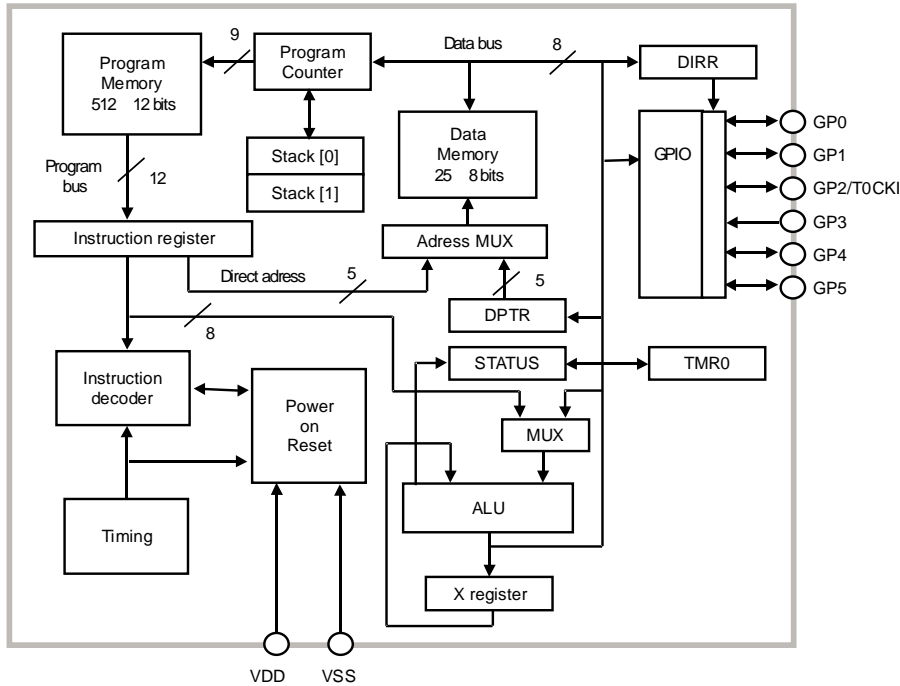 9
Data bus
8
Program
Memory
512 12 bits
Program
Counter
DIRR
Stack [0]
Stack [1]
Data
Memory
25 8 bits
GPIO
GP0
GP1
GP2/T0CKI
GP3
GP4
GP5
Program
bus
12
Instruction register
Adress MUX
Direct adress
5
5
8
DPTR
STATUS
TMR0
Instruction
decoder
Power
on
Reset
MUX
ALU
Timing
X register
VDD
VSS